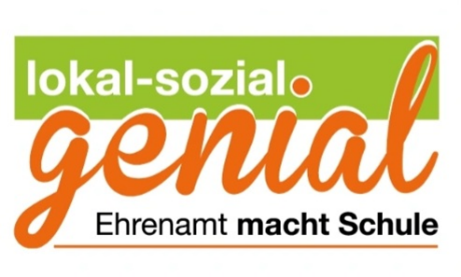 lokal-sozial
genial
Ehrenamt macht Schule